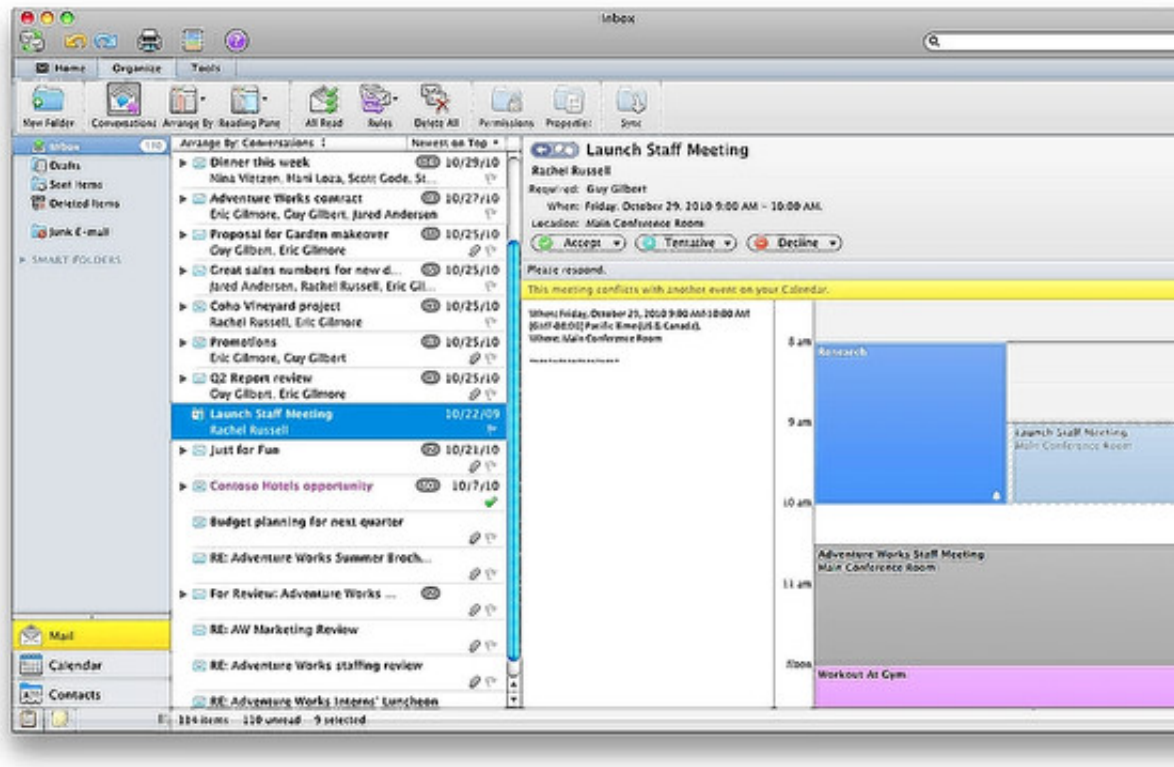 Inbox
Home Organize Tools
New Folder Conversations Arrange By Reading Pane All Read Rules Delete All Permissions Properties Sync
Inbox 110
Drafts
Sent Items
Deleted Items
Junk E-mail
SMART FOLDERS
Mail
Calendar
Contacts
Arrange By: Conversations Newest on Top
Dinner this week 10/29/10
Nina Vietzen, Hani Loza, Scott Gode, St...
Adventure Works contract 10/27/10
Eric Gilmore, Guy Gilbert, Jared Andersen
Proposal for Garden makeover 10/25/10
Guy Gilbert, Eric Gilmore
Great sales numbers for new d... 10/25/10
Jared Andersen, Rachel Russell, Eric Gil...
Coho Vineyard project 10/25/10
Rachel Russell, Eric Gilmore
Promotions 10/25/10
Eric Gilmore, Guy Gilbert
Q2 Report review 10/25/10
Guy Gilbert, Eric Gilmore
Launch Staff Meeting 10/22/09
Rachel Russell
Just for Fun 10/21/10
Contoso Hotels opportunity 10/7/10
Budget planning for next quarter
RE: Adventure Works Summer Broch...
For Review: Adventure Works ...
RE: AW Marketing Review
RE: Adventure Works staffing review
RE: Adventure Works Interns' Luncheon
items 110 unread 9 selected
Launch Staff Meeting
Rachel Russell
Required: Guy Gilbert
When: Friday, October 29, 2010 9:00 AM - 10:00 AM.
Location: Main Conference Room
Accept Tentative Decline
Please respond.
This meeting conflicts with another event on your Calendar.
When: Friday, October 29, 2010 9:00 AM-10:00 AM
(GMT-08:00) Pacific Time (US & Canada).
Where: Main Conference Room
8 am
Research
9 am
Launch Staff Meeting
Main Conference Room
10 am
Adventure Works Staff Meeting
Main Conference Room
11 am
Noon
Workout At Gym